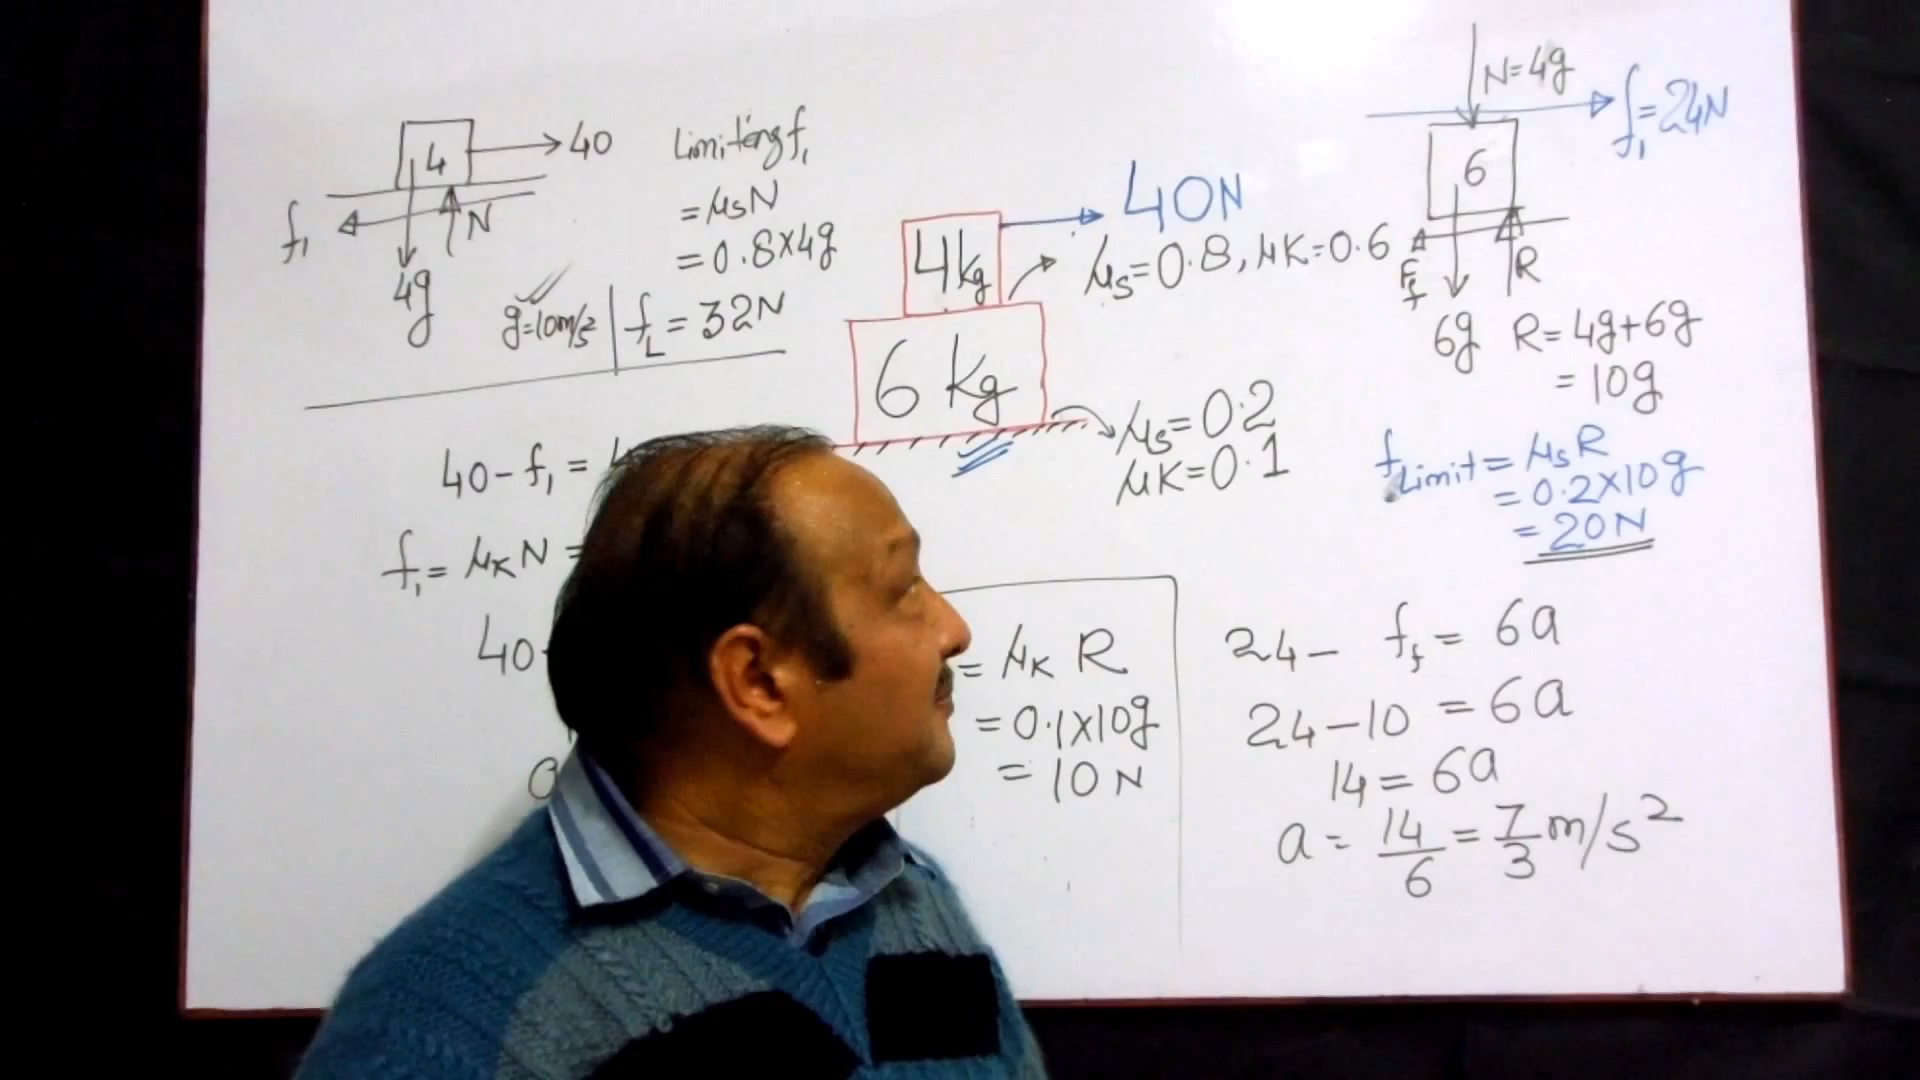 4
40
f₁
N
4g
g=10m/s²
Limiting f₁
= μsN
= 0.8×4g
fL = 32N
40 - f₁ =
f₁ = μKN =
40-
a
4kg
40N
μs=0.8, μK=0.6
6 kg
μs=0.2
μK=0.1
= μK R
= 0.1×10g
= 10N
N=4g
f₁=24N
6
Ff
R
6g
R= 4g+6g
= 10g
fLimit = μsR
= 0.2×10g
= 20N
24 - ff = 6a
24-10 = 6a
14 = 6a
a = 14/6 = 7/3 m/s²